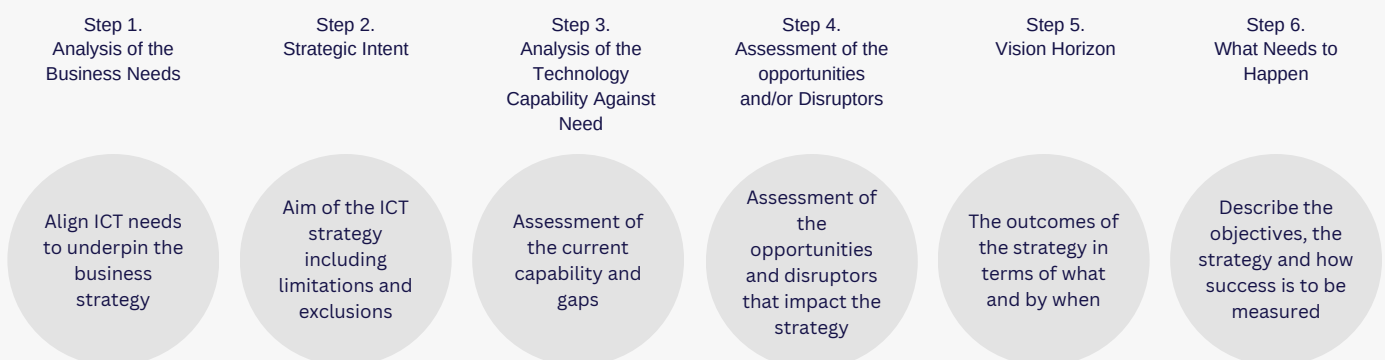 Step 1.
Analysis of the
Business Needs
Step 2.
Strategic Intent
Step 3.
Analysis of the
Technology
Capability Against
Need
Step 4.
Assessment of the
opportunities
and/or Disruptors
Step 5.
Vision Horizon
Step 6.
What Needs to
Happen
Align ICT needs
to underpin the
business
strategy
Aim of the ICT
strategy
including
limitations and
exclusions
Assessment of
the current
capability and
gaps
Assessment of
the
opportunities
and disruptors
that impact the
strategy
The outcomes of
the strategy in
terms of what
and by when
Describe the
objectives, the
strategy and how
success is to be
measured